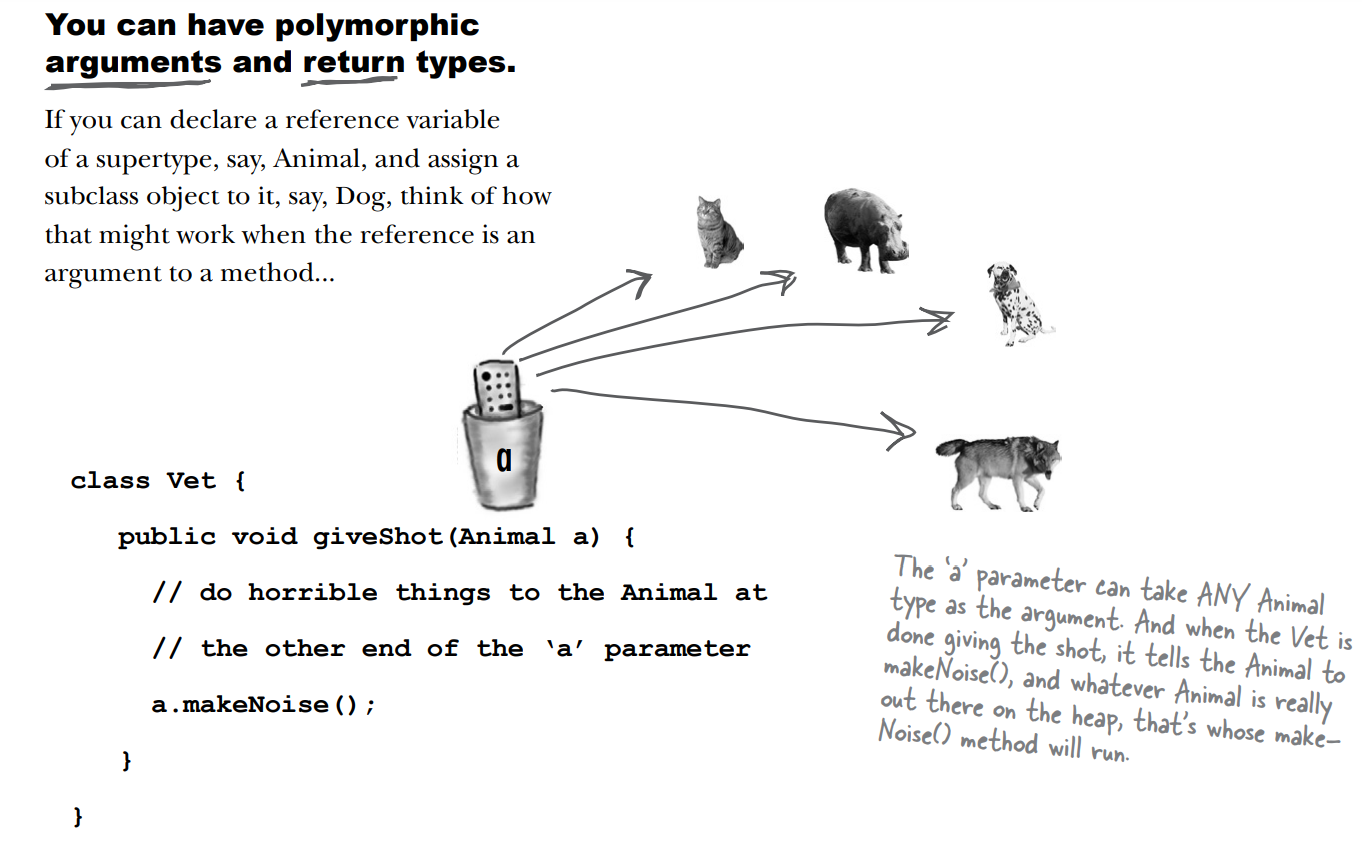 You can have polymorphic
arguments and return types.
If you can declare a reference variable
of a supertype, say, Animal, and assign a
subclass object to it, say, Dog, think of how
that might work when the reference is an
argument to a method...
a
class Vet {
public void giveShot(Animal a) {
// do horrible things to the Animal at
// the other end of the ‘a’ parameter
a.makeNoise();
}
}
The ‘a’ parameter can take ANY Animal
type as the argument. And when the Vet is
done giving the shot, it tells the Animal to
makeNoise(), and whatever Animal is really
out there on the heap, that’s whose make–
Noise() method will run.